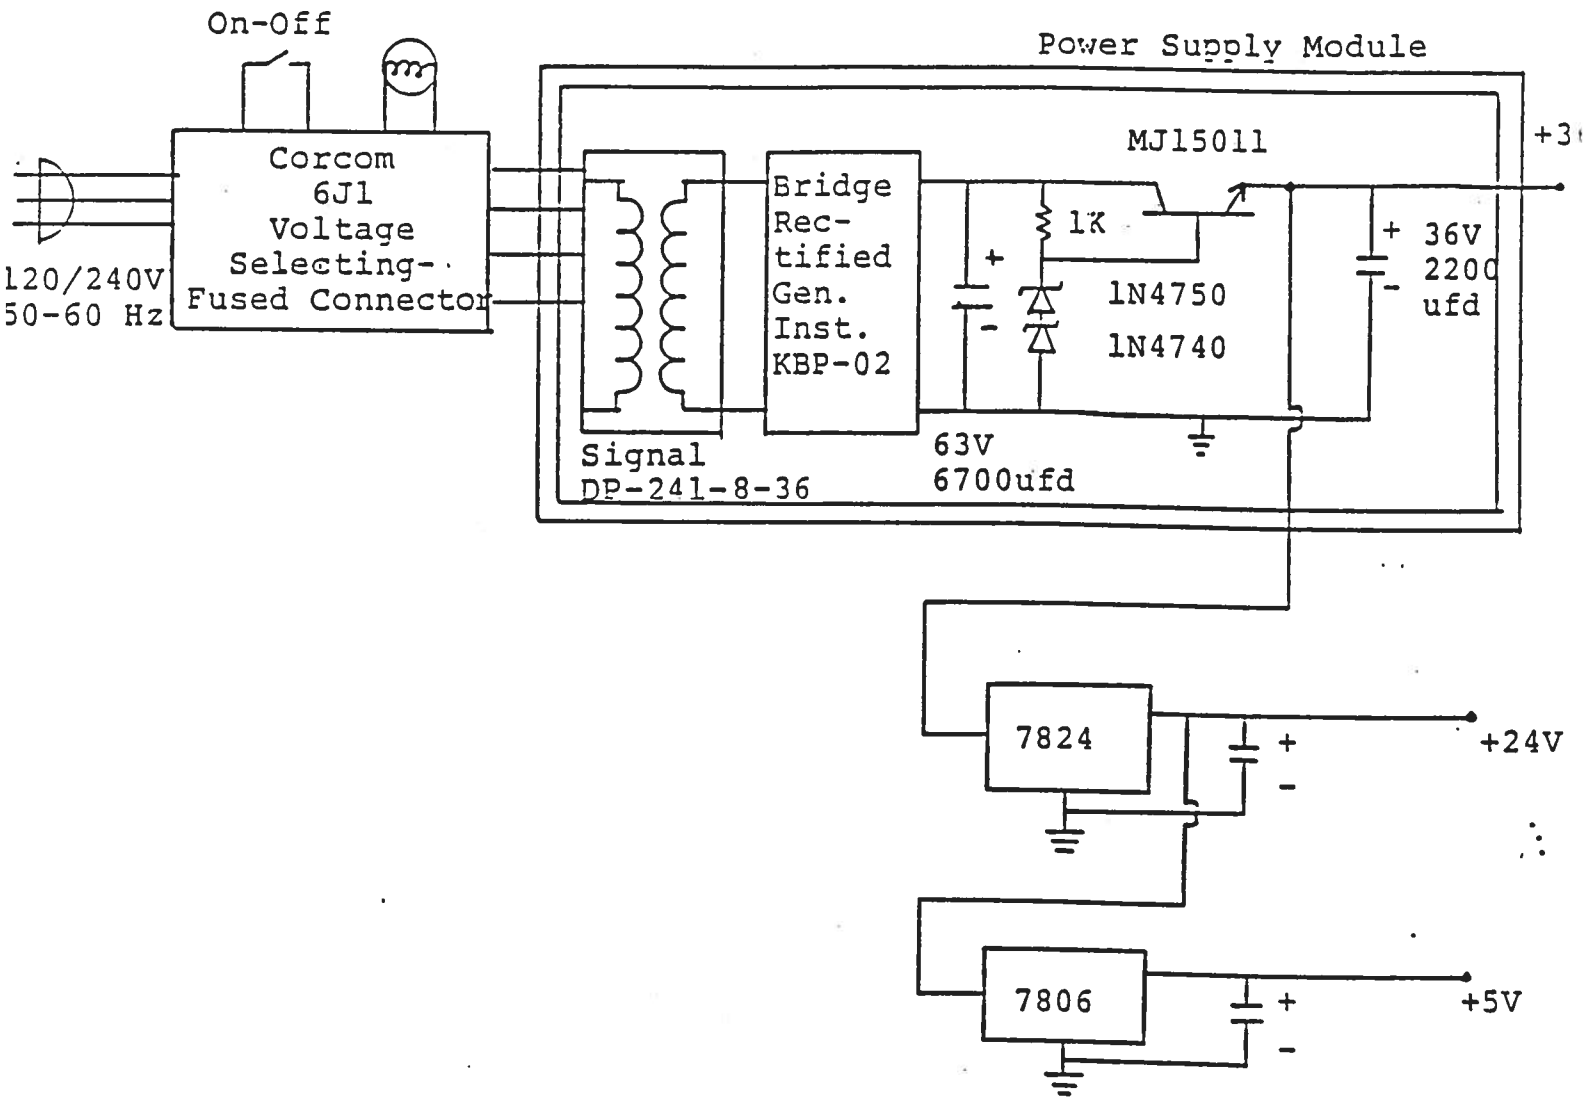 On-Off
Power Supply Module
Corcom
6J1
Voltage
Selecting-
Fused Connector
120/240V
50-60 Hz
Bridge
Rec-
tified
Gen.
Inst.
KBP-02
MJ15011
1K
+
-
1N4750
1N4740
+
-
36V
2200
ufd
+3
Signal
DP-241-8-36
63V
6700ufd
7824
+
-
+24V
7806
+
-
+5V